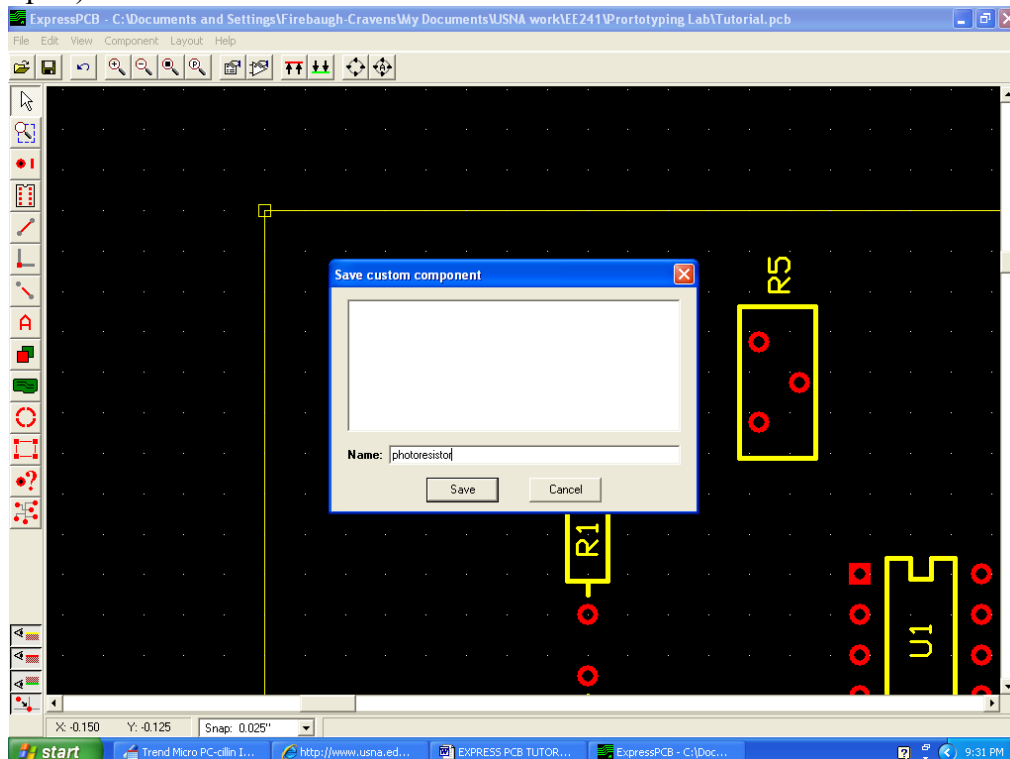 ExpressPCB - C:\Documents and Settings\Firebaugh-Cravens\My Documents\USNA work\EE241\Prortotyping Lab\Tutorial.pcb
File Edit View Component Layout Help
R5
Save custom component
Name: photoresistor
Save Cancel
R1
U1
X: -0.150 Y: -0.125 Snap: 0.025"
start Trend Micro PC-cillin I... http://www.usna.ed... EXPRESS PCB TUTOR... ExpressPCB - C:\Doc... 9:31 PM